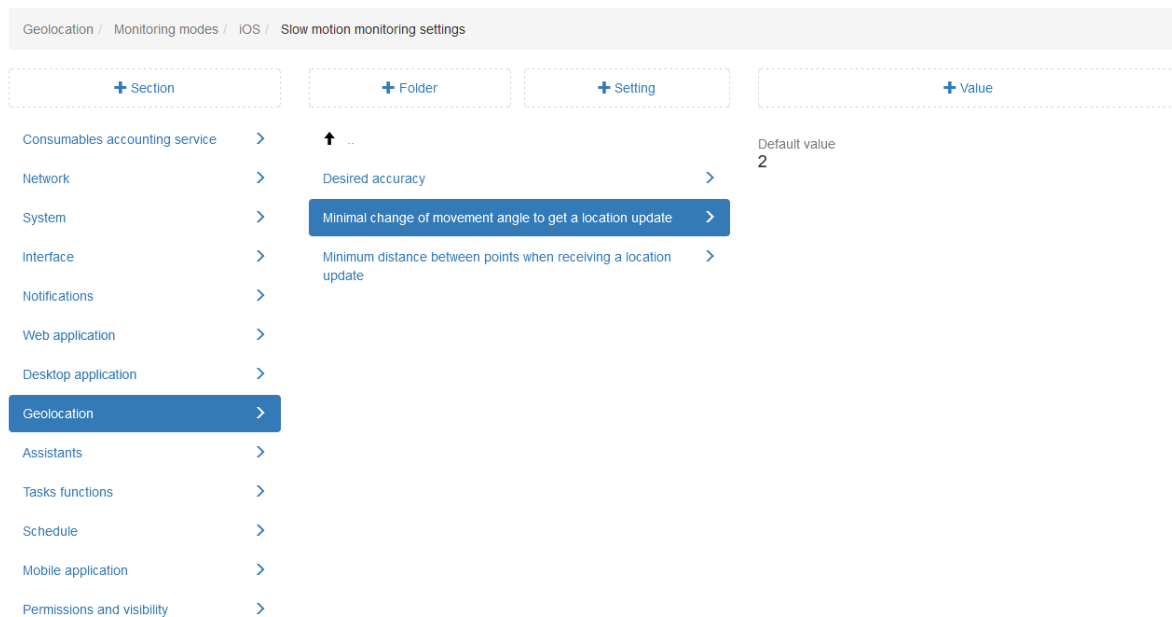 Geolocation / Monitoring modes / iOS / Slow motion monitoring settings
+ Section
+ Folder
+ Setting
+ Value
Consumables accounting service
Network
System
Interface
Notifications
Web application
Desktop application
Geolocation
Assistants
Tasks functions
Schedule
Mobile application
Permissions and visibility
..
Desired accuracy
Minimal change of movement angle to get a location update
Minimum distance between points when receiving a location
update
Default value
2